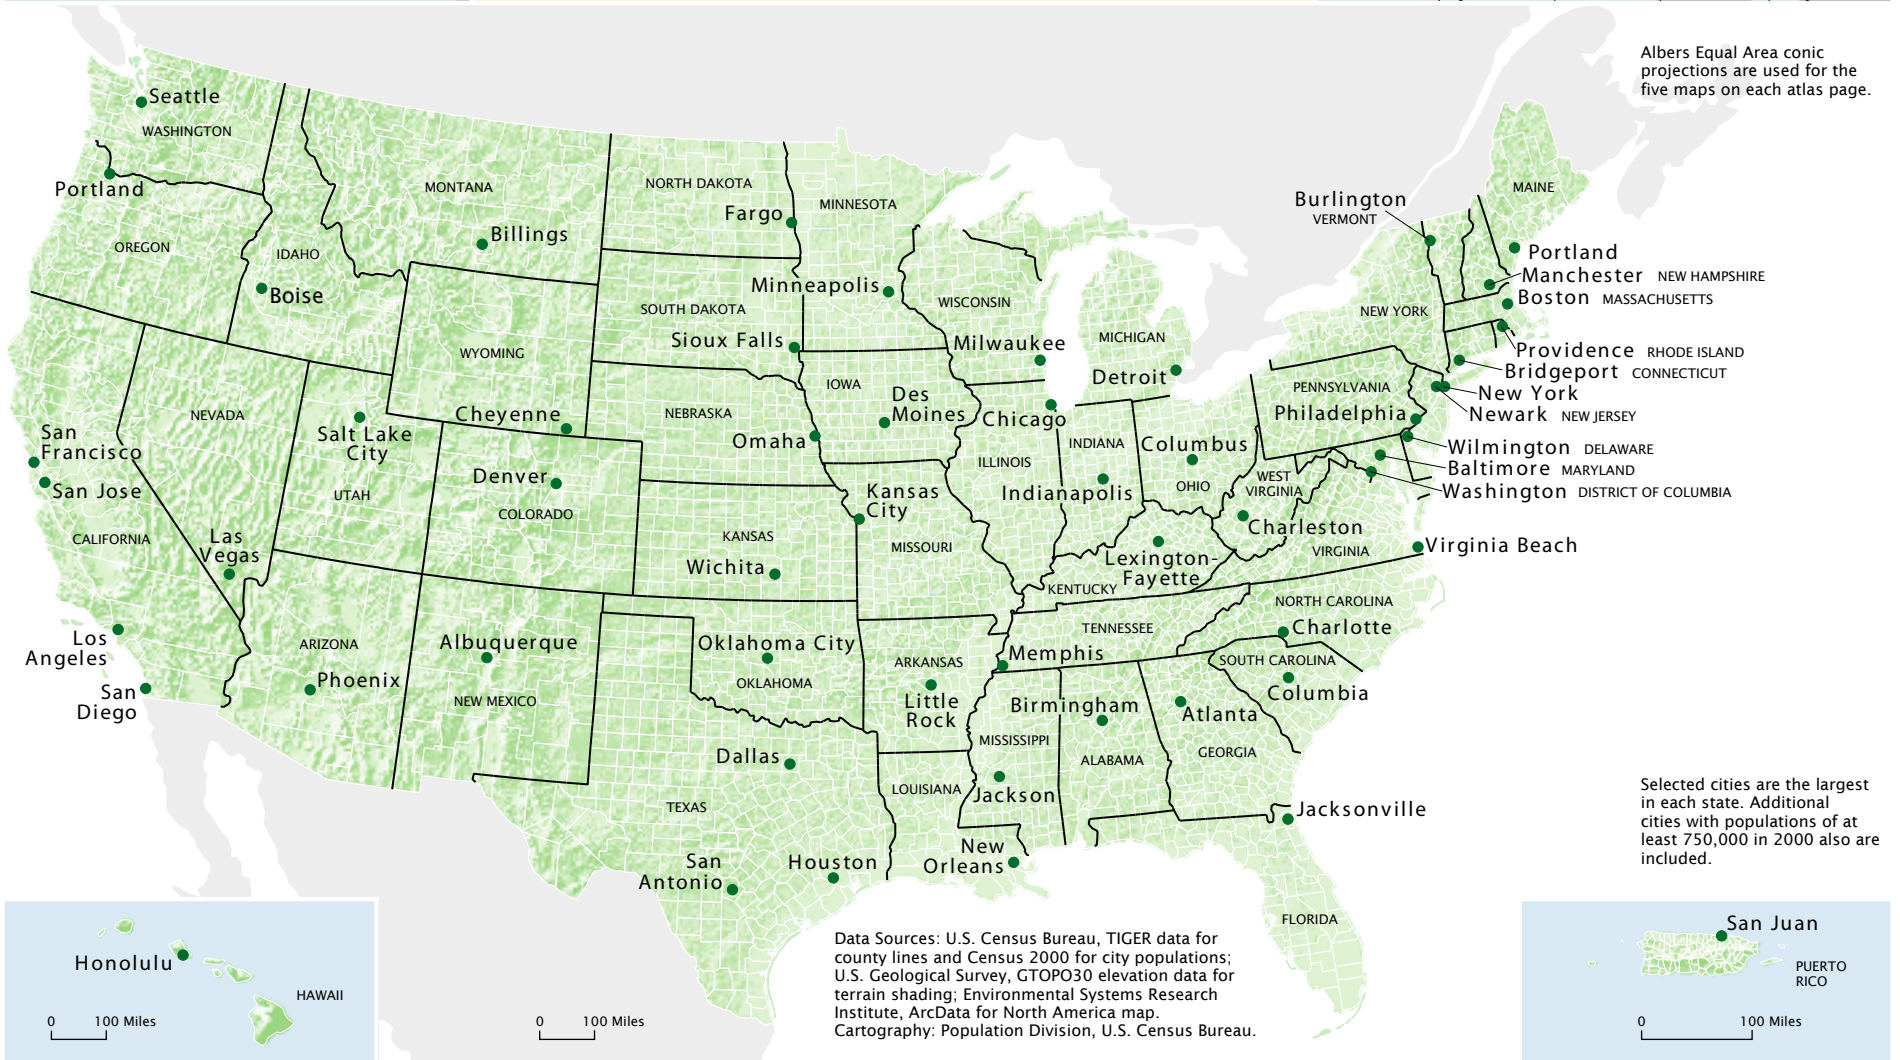 Albers Equal Area conic
projections are used for the
five maps on each atlas page.
Seattle
WASHINGTON
Portland
OREGON
MONTANA
Billings
IDAHO
Boise
NORTH DAKOTA
Fargo
MINNESOTA
Minneapolis
SOUTH DAKOTA
Sioux Falls
WISCONSIN
Milwaukee
MICHIGAN
Detroit
Burlington
VERMONT
MAINE
Portland
Manchester NEW HAMPSHIRE
Boston MASSACHUSETTS
NEW YORK
Providence RHODE ISLAND
Bridgeport CONNECTICUT
New York
Newark NEW JERSEY
PENNSYLVANIA
Philadelphia
Wilmington DELAWARE
Baltimore MARYLAND
Washington DISTRICT OF COLUMBIA
WYOMING
Cheyenne
NEVADA
Salt Lake
City
UTAH
San
Francisco
San Jose
CALIFORNIA
Las
Vegas
Los
Angeles
San
Diego
Denver
COLORADO
NEBRASKA
Omaha
IOWA
Des
Moines
Chicago
ILLINOIS
INDIANA
Indianapolis
Columbus
OHIO
WEST
VIRGINIA
Charleston
VIRGINIA
Virginia Beach
KANSAS
Wichita
Kansas
City
MISSOURI
Lexington-
Fayette
KENTUCKY
ARIZONA
Phoenix
Albuquerque
NEW MEXICO
Oklahoma City
OKLAHOMA
ARKANSAS
Little
Rock
TENNESSEE
Memphis
NORTH CAROLINA
Charlotte
SOUTH CAROLINA
Columbia
Birmingham
ALABAMA
Atlanta
GEORGIA
MISSISSIPPI
Jackson
LOUISIANA
New
Orleans
Dallas
TEXAS
San
Antonio
Houston
Jacksonville
FLORIDA
Selected cities are the largest
in each state. Additional
cities with populations of at
least 750,000 in 2000 also are
included.
Honolulu
HAWAII
0 100 Miles
0 100 Miles
Data Sources: U.S. Census Bureau, TIGER data for
county lines and Census 2000 for city populations;
U.S. Geological Survey, GTOPO30 elevation data for
terrain shading; Environmental Systems Research
Institute, ArcData for North America map.
Cartography: Population Division, U.S. Census Bureau.
San Juan
PUERTO
RICO
0 100 Miles